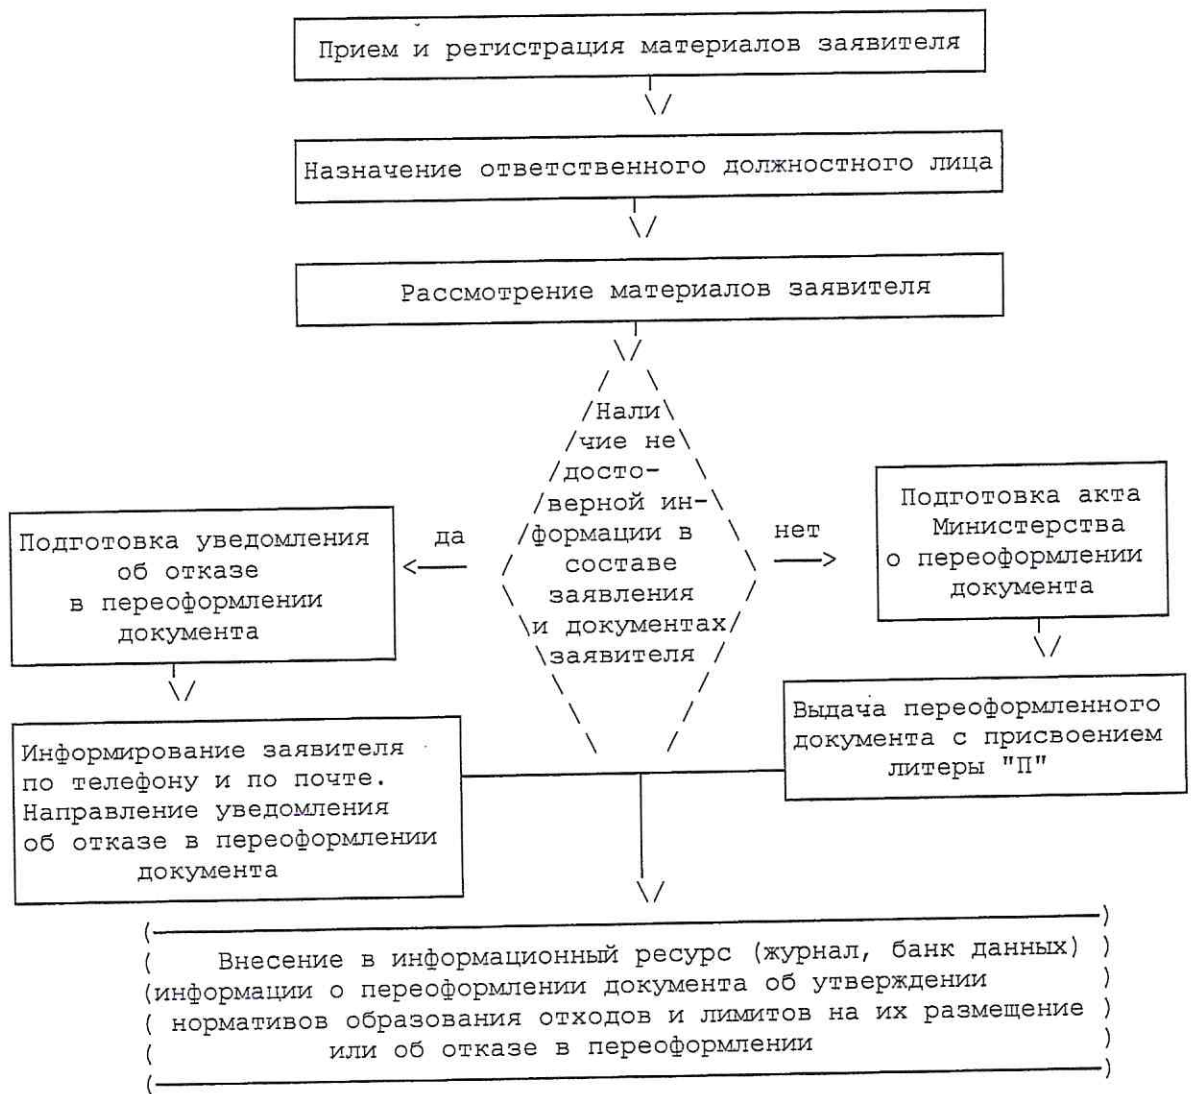 Прием и регистрация материалов заявителя
Назначение ответственного должностного лица
Рассмотрение материалов заявителя
Нали
чие не
досто-
верной ин-
формации в
составе
заявления
и документах
заявителя
да
нет
Подготовка уведомления
об отказе
в переоформлении
документа
Подготовка акта
Министерства
о переоформлении
документа
Информирование заявителя
по телефону и по почте.
Направление уведомления
об отказе в переоформлении
документа
Выдача переоформленного
документа с присвоением
литеры "П"
Внесение в информационный ресурс (журнал, банк данных)
информации о переоформлении документа об утверждении
нормативов образования отходов и лимитов на их размещение
или об отказе в переоформлении